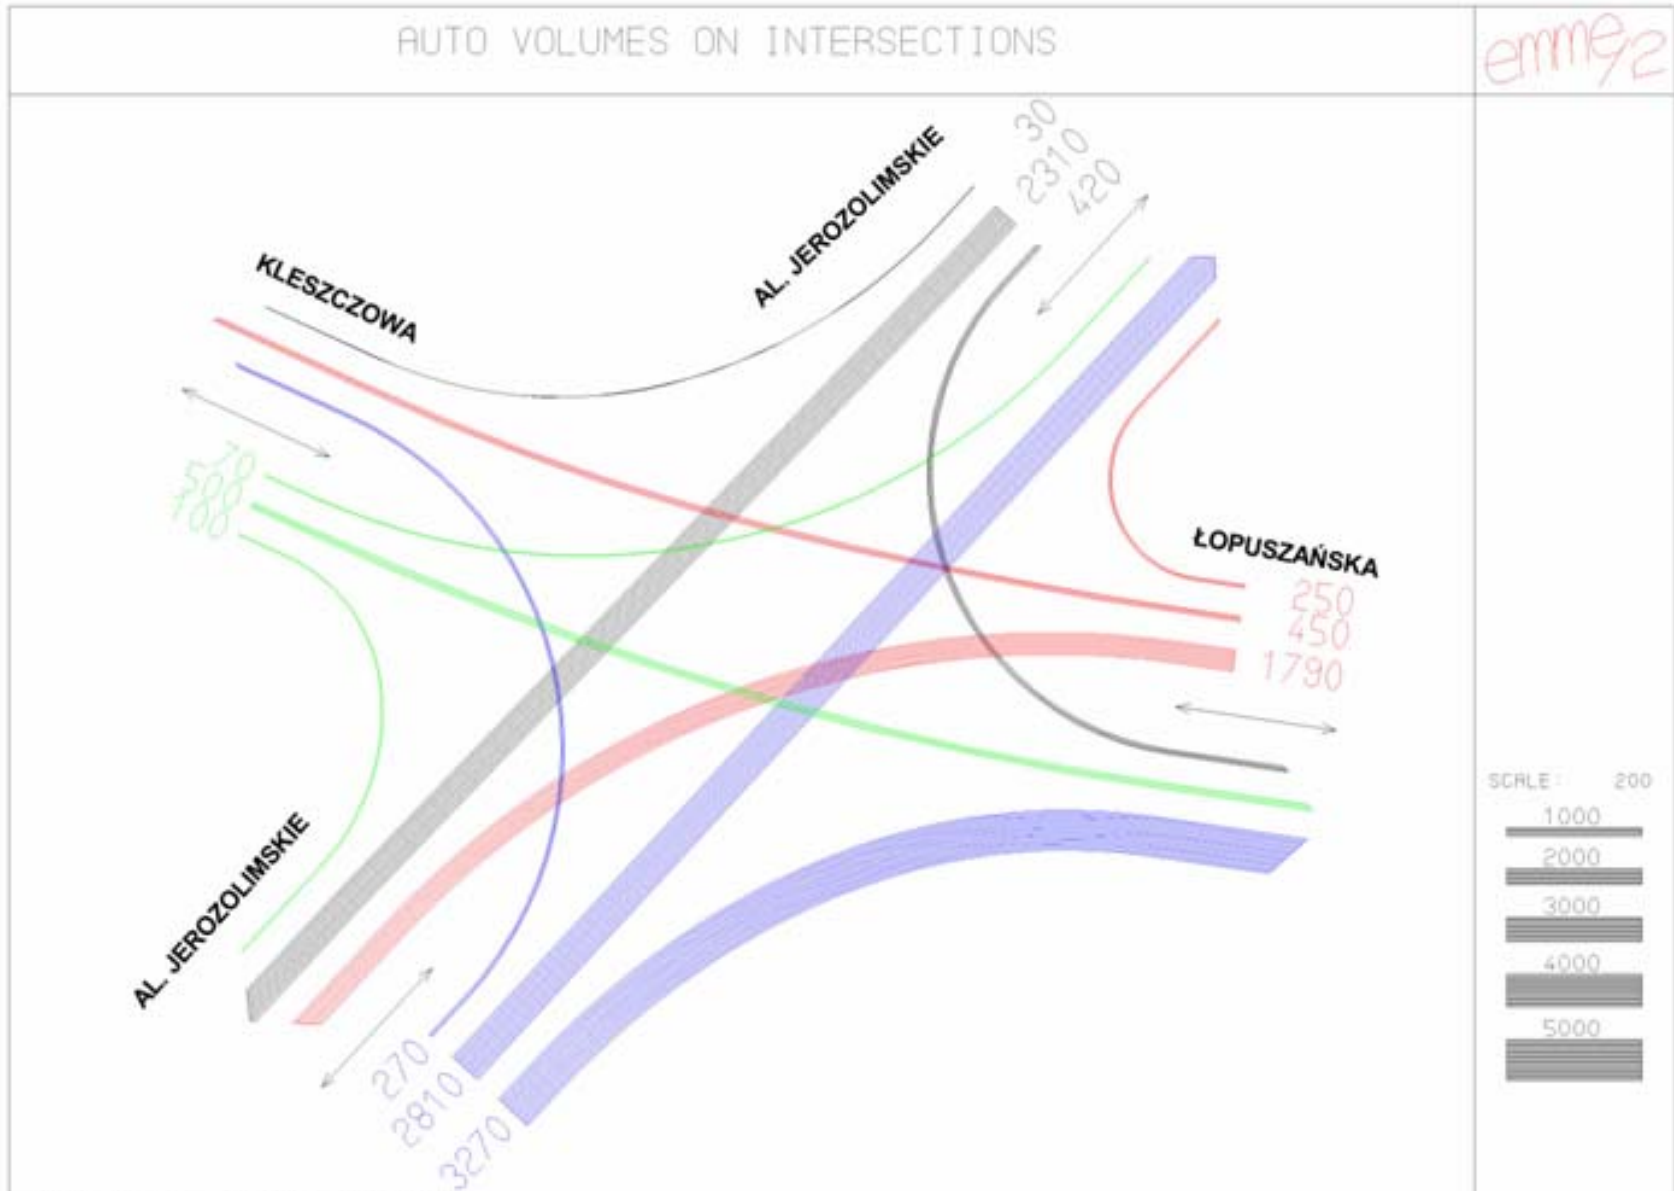 AUTO VOLUMES ON INTERSECTIONS
emme/2
30
2310
420
AL. JEROZOLIMSKIE
KLESZCZOWA
ŁOPUSZAŃSKA
250
450
1790
AL. JEROZOLIMSKIE
270
2810
3270
SCALE: 200
1000
2000
3000
4000
5000